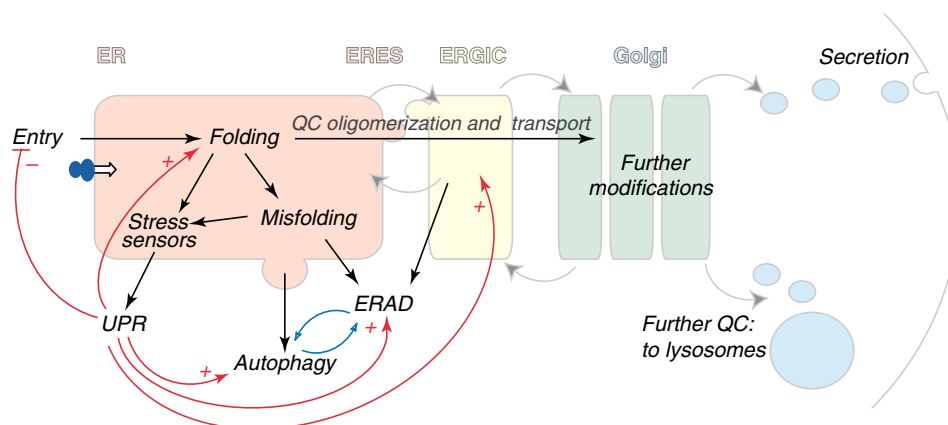 ER
ERES
ERGIC
Golgi
Secretion
Entry
Folding
QC oligomerization and transport
+
−
Further
modifications
+
Stress
sensors
Misfolding
UPR
ERAD
+
Autophagy
+
Further QC:
to lysosomes